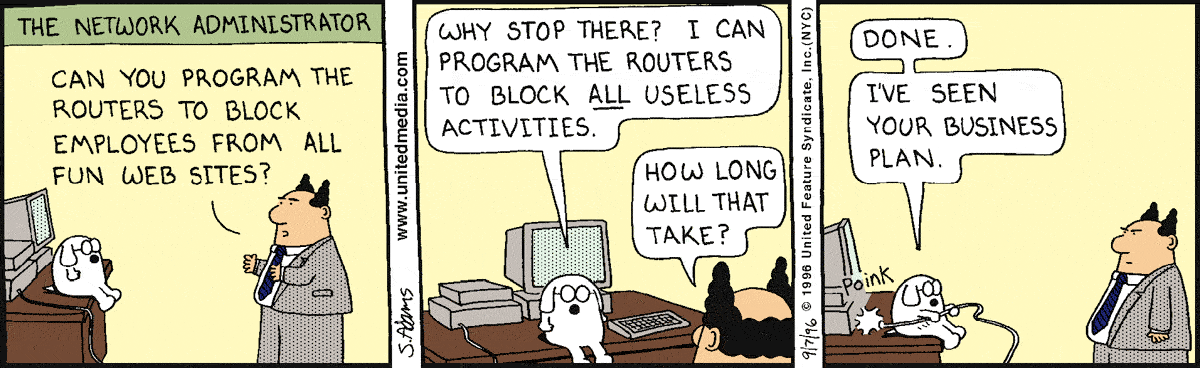 THE NETWORK ADMINISTRATOR
CAN YOU PROGRAM THE
ROUTERS TO BLOCK
EMPLOYEES FROM ALL
FUN WEB SITES?
www.unitedmedia.com
S.Adams
WHY STOP THERE? I CAN
PROGRAM THE ROUTERS
TO BLOCK ALL USELESS
ACTIVITIES.
HOW LONG
WILL THAT
TAKE?
9/7/96 © 1996 United Feature Syndicate, Inc.(NYC)
DONE.
I'VE SEEN
YOUR BUSINESS
PLAN.
POINK